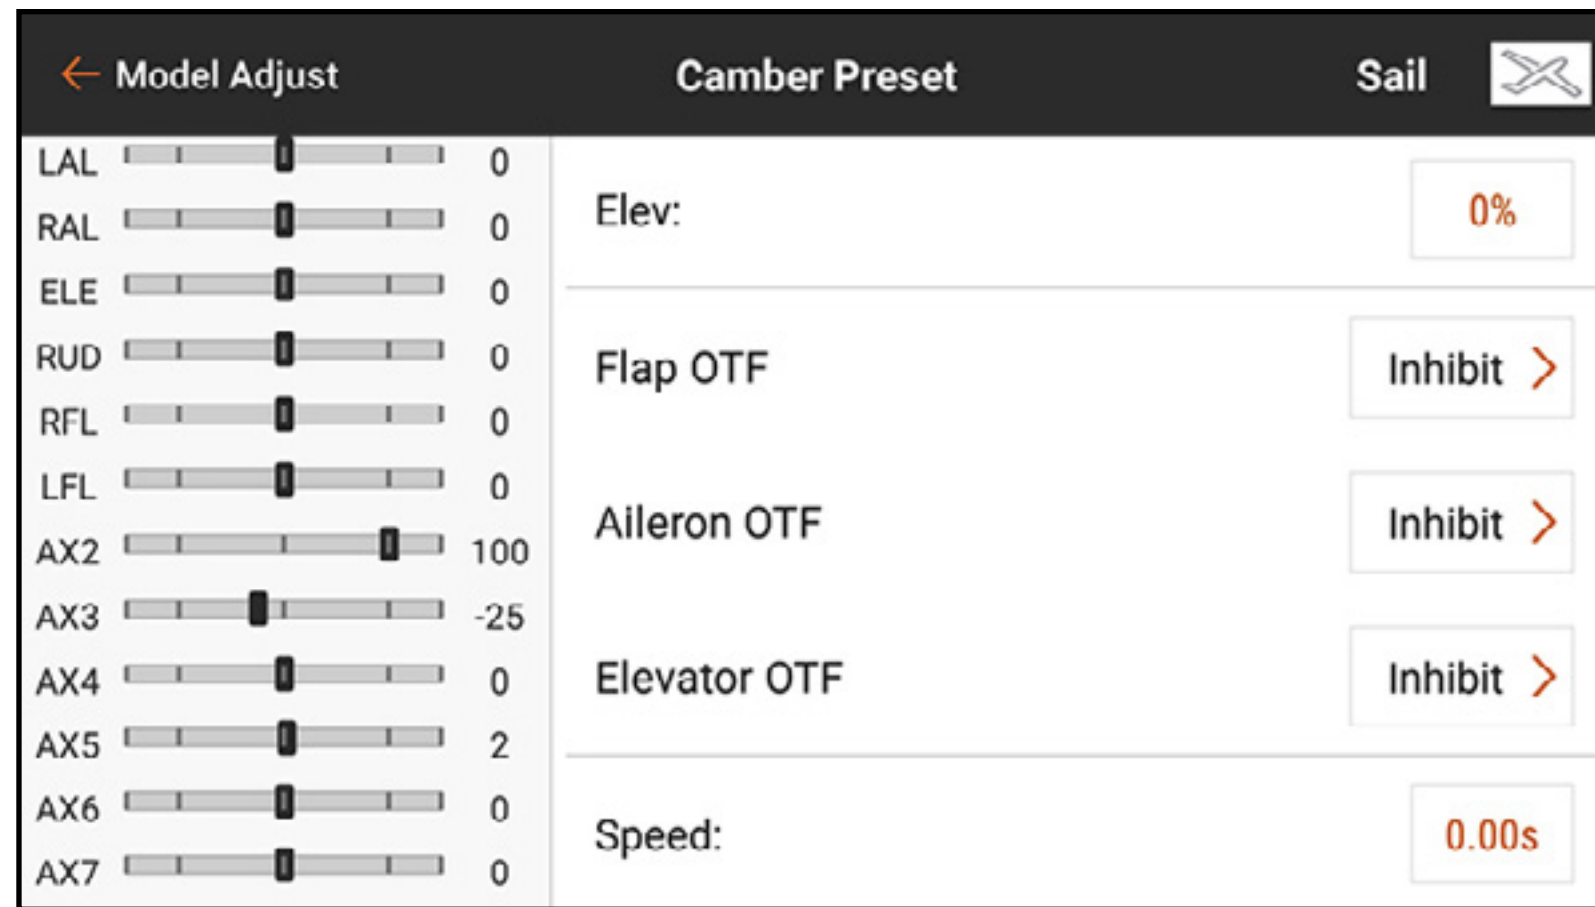 ← Model Adjust Camber Preset Sail
LAL 0
RAL 0
ELE 0
RUD 0
RFL 0
LFL 0
AX2 100
AX3 -25
AX4 0
AX5 2
AX6 0
AX7 0
Elev: 0%
Flap OTF Inhibit >
Aileron OTF Inhibit >
Elevator OTF Inhibit >
Speed: 0.00s